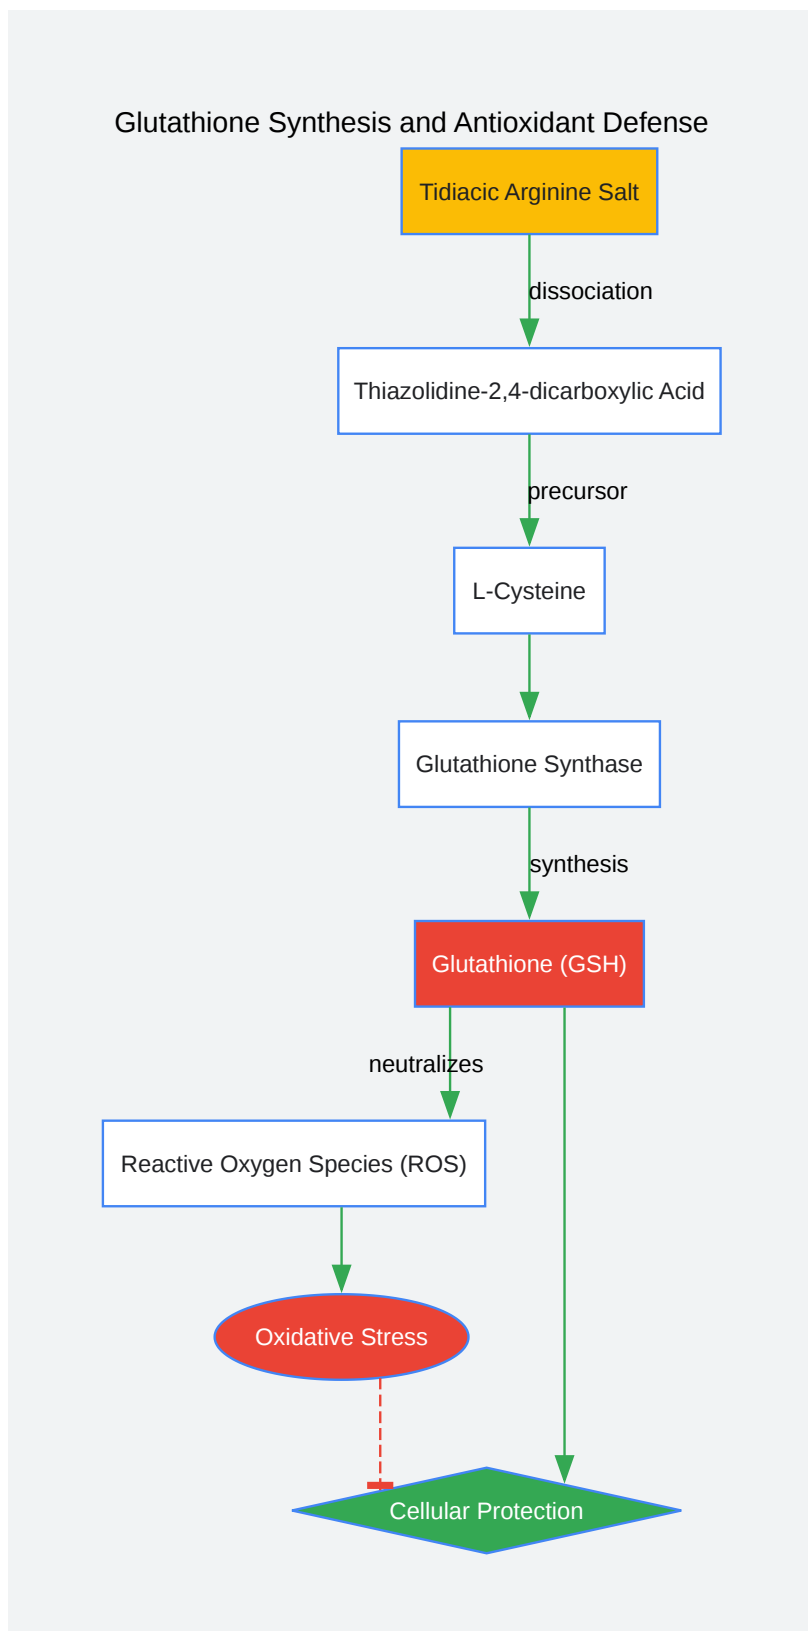 Glutathione Synthesis and Antioxidant Defense
Tidiacic Arginine Salt
dissociation
Thiazolidine-2,4-dicarboxylic Acid
precursor
L-Cysteine
Glutathione Synthase
synthesis
Glutathione (GSH)
neutralizes
Reactive Oxygen Species (ROS)
Oxidative Stress
Cellular Protection